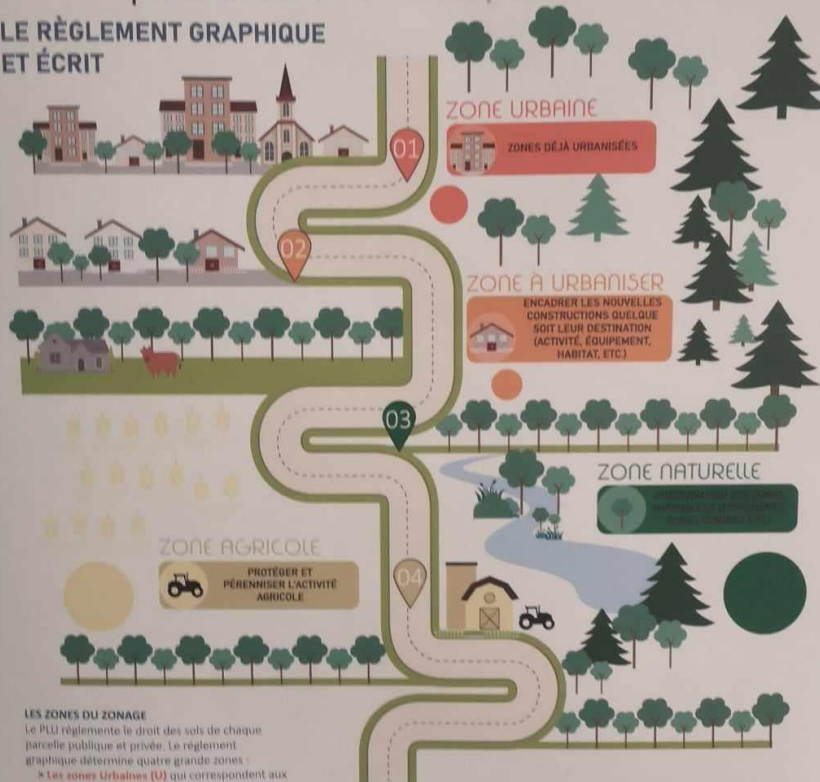 LE RÈGLEMENT GRAPHIQUE
ET ÉCRIT
01
ZONE URBAINE
ZONES DÉJÀ URBANISÉES
02
ZONE À URBANISER
ENCADRER LES NOUVELLES
CONSTRUCTIONS QUELQUE
SOIT LEUR DESTINATION
(ACTIVITÉ, ÉQUIPEMENT,
HABITAT, ETC.)
03
ZONE NATURELLE
ZONE AGRICOLE
PROTÉGER ET
PÉRENNISER L'ACTIVITÉ
AGRICOLE
04
LES ZONES DU ZONAGE
Le PLU réglemente le droit des sols de chaque
parcelle publique et privée. Le règlement
graphique détermine quatre grande zones :
> Les zones Urbaines (U) qui correspondent aux